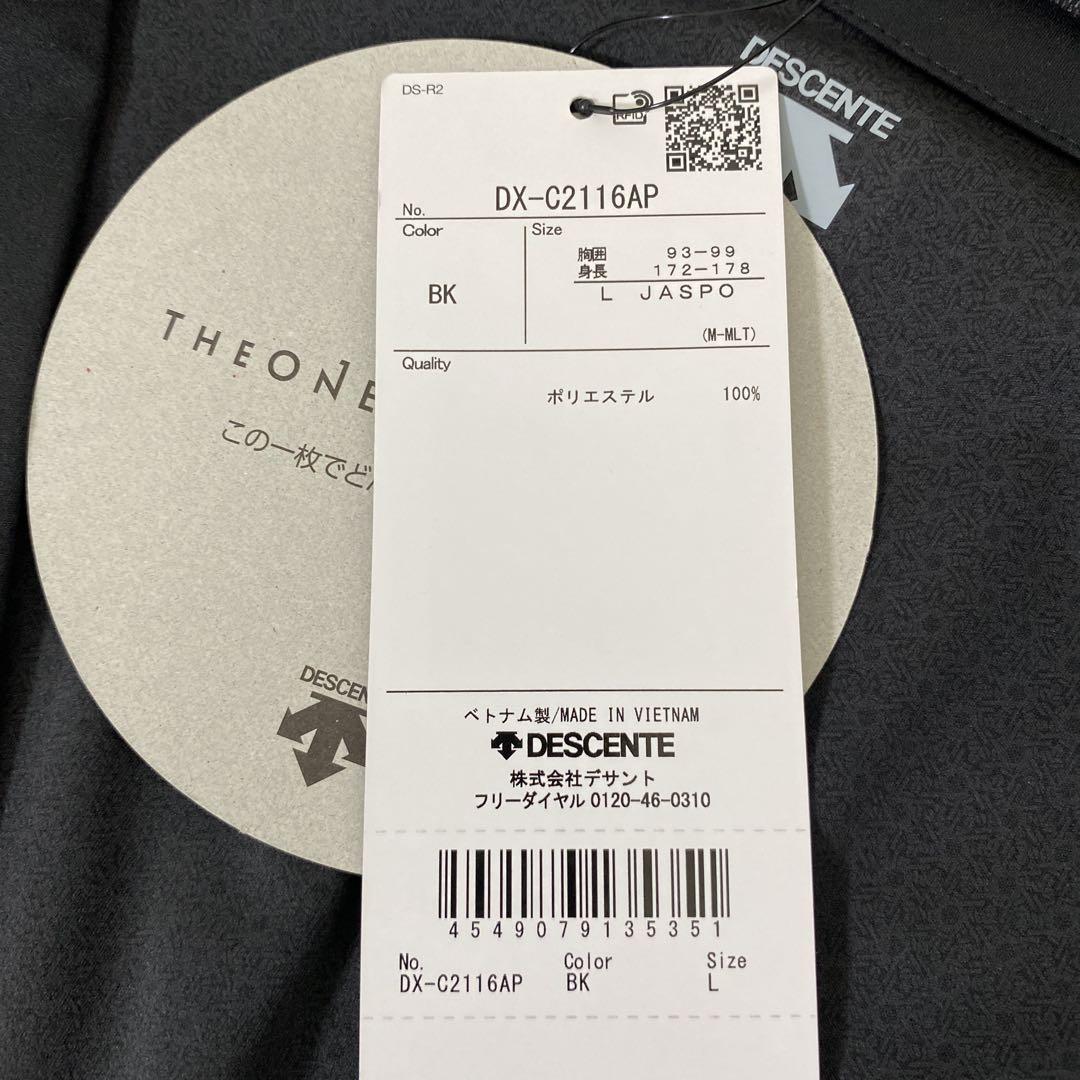 DESCENTE
THEONE
この一枚でど
DESCEN
DS-R2
RFID
No. DX-C2116AP
Color
BK
Size
胸囲 93-99
身長 172-178
L JASPO
(M-MLT)
Quality
ポリエステル 100%
ベトナム製/MADE IN VIETNAM
DESCENTE
株式会社デサント
フリーダイヤル 0120-46-0310
4549079135351
No. Color Size
DX-C2116AP BK L